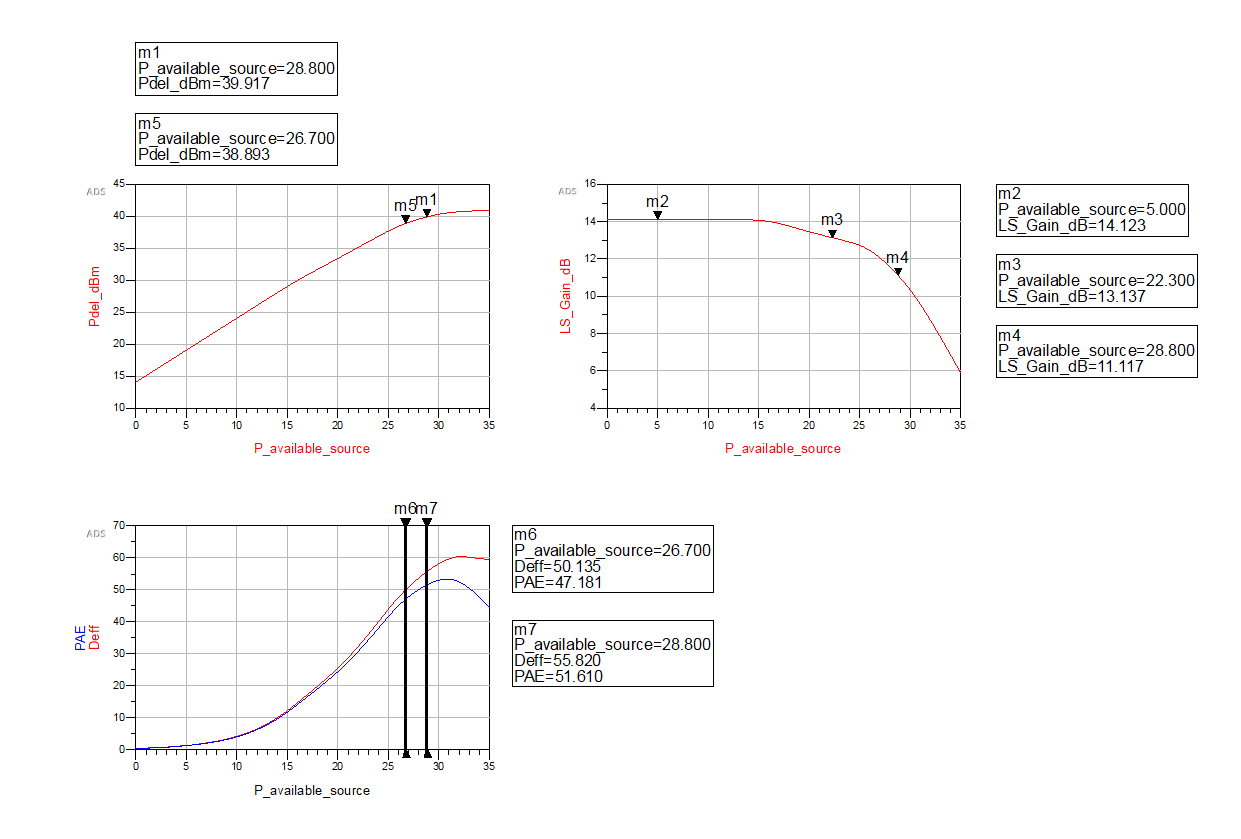 m1
P_available_source=28.800
Pdel_dBm=39.917
m5
P_available_source=26.700
Pdel_dBm=38.893
ADS
m5 m1
45
40
35
30
25
20
15
10
Pdel_dBm
0 5 10 15 20 25 30 35
P_available_source
ADS
m2
m3
m4
16
14
12
10
8
6
4
LS_Gain_dB
0 5 10 15 20 25 30 35
P_available_source
m2
P_available_source=5.000
LS_Gain_dB=14.123
m3
P_available_source=22.300
LS_Gain_dB=13.137
m4
P_available_source=28.800
LS_Gain_dB=11.117
ADS
m6 m7
70
60
50
40
30
20
10
0
PAE
Deff
0 5 10 15 20 25 30 35
P_available_source
m6
P_available_source=26.700
Deff=50.135
PAE=47.181
m7
P_available_source=28.800
Deff=55.820
PAE=51.610